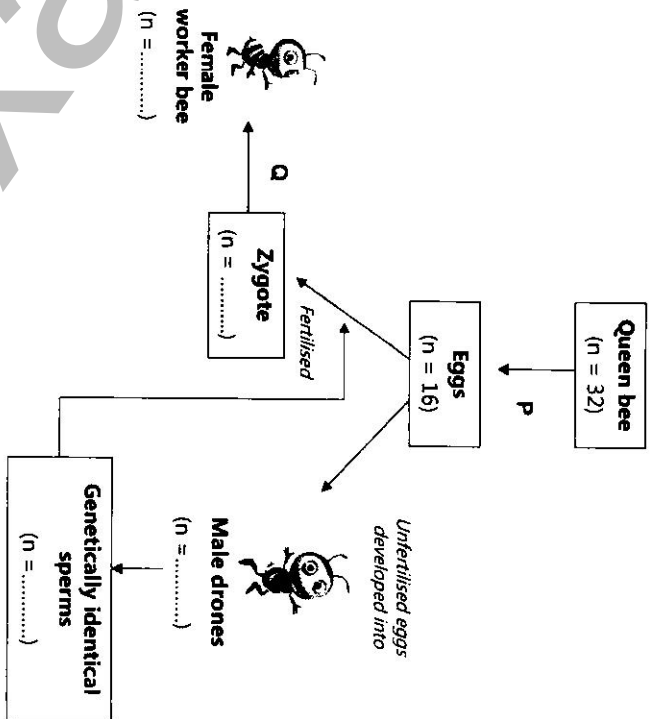 Queen bee
(n = 32)
P
Eggs
(n = 16)
Unfertilised eggs
developed into
Fertilised
Q
Zygote
(n = ............)
Male drones
(n = ............)
Female
worker bee
(n = ............)
Genetically identical
sperms
(n = ............)